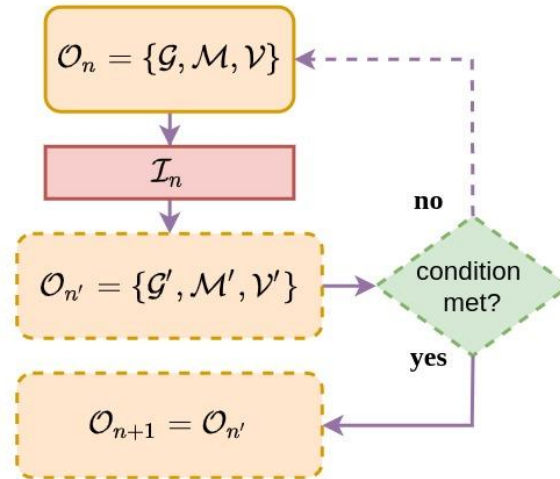 𝒪ₙ = {𝒢, ℳ, 𝒱}
ℐₙ
no
𝒪ₙ′ = {𝒢′, ℳ′, 𝒱′}
condition
met?
yes
𝒪ₙ₊₁ = 𝒪ₙ′